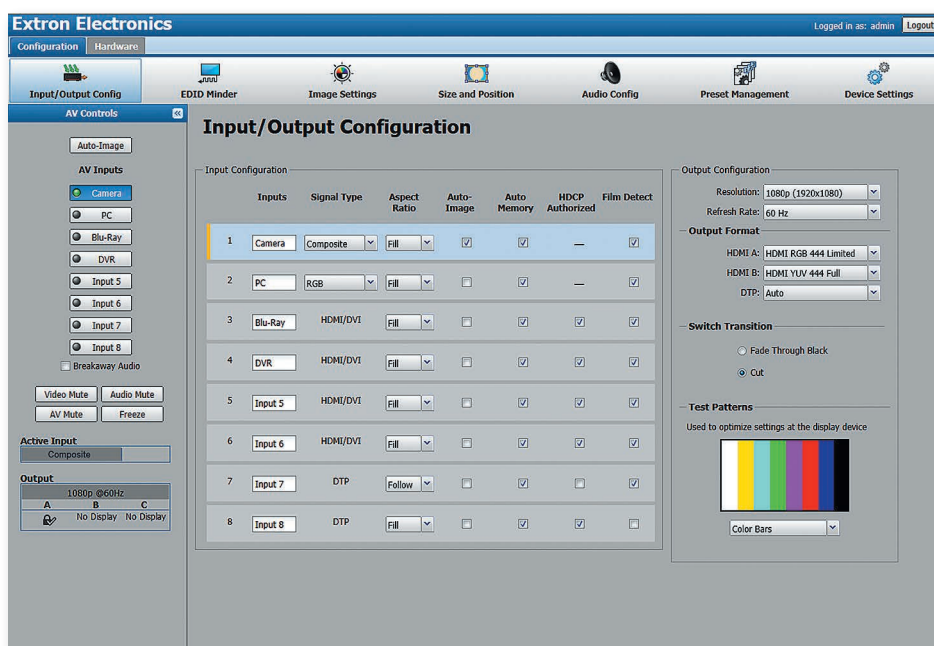 Extron Electronics
Logged in as: admin Logout
Configuration Hardware
Input/Output Config EDID Minder Image Settings Size and Position Audio Config Preset Management Device Settings
AV Controls
Auto-Image
AV Inputs
Camera
PC
Blu-Ray
DVR
Input 5
Input 6
Input 7
Input 8
Breakaway Audio
Video Mute Audio Mute
AV Mute Freeze
Active Input
Composite
Output
1080p @60Hz
A B C
No Display No Display
Input/Output Configuration
Input Configuration
Inputs Signal Type Aspect Ratio Auto-Image Auto Memory HDCP Authorized Film Detect
1 Camera Composite Fill —
2 PC RGB Fill —
3 Blu-Ray HDMI/DVI Fill
4 DVR HDMI/DVI Fill
5 Input 5 HDMI/DVI Fill
6 Input 6 HDMI/DVI Fill
7 Input 7 DTP Follow
8 Input 8 DTP Fill
Output Configuration
Resolution: 1080p (1920x1080)
Refresh Rate: 60 Hz
Output Format
HDMI A: HDMI RGB 444 Limited
HDMI B: HDMI YUV 444 Full
DTP: Auto
Switch Transition
Fade Through Black
Cut
Test Patterns
Used to optimize settings at the display device
Color Bars